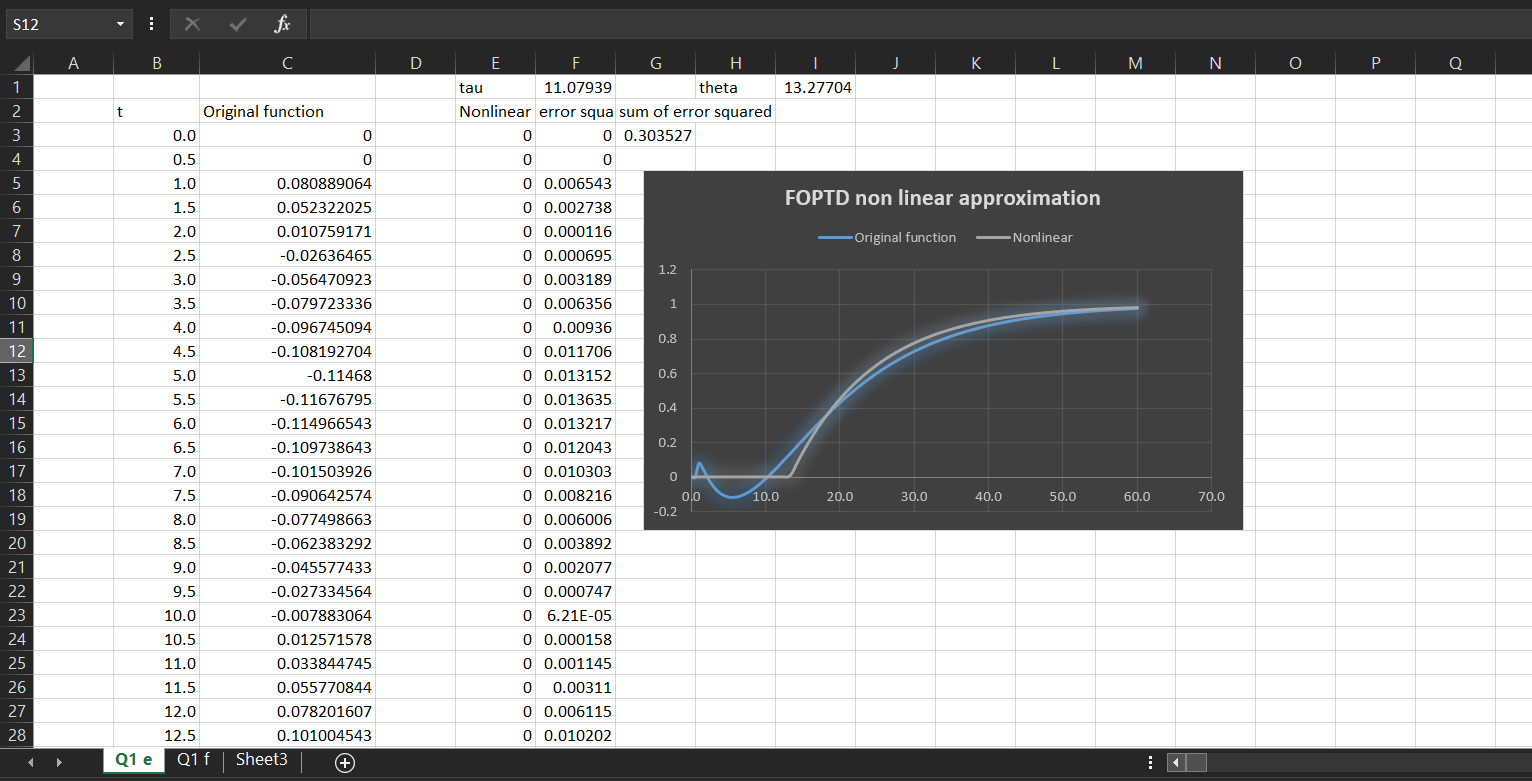 S12 fx
A B C D E F G H I J K L M N O P Q
1 tau 11.07939 theta 13.27704
2 t Original function Nonlinear error squa sum of error squared
3 0.0 0 0 0 0.303527
4 0.5 0 0 0
5 1.0 0.080889064 0 0.006543
6 1.5 0.052322025 0 0.002738
7 2.0 0.010759171 0 0.000116
8 2.5 -0.02636465 0 0.000695
9 3.0 -0.056470923 0 0.003189
10 3.5 -0.079723336 0 0.006356
11 4.0 -0.096745094 0 0.00936
12 4.5 -0.108192704 0 0.011706
13 5.0 -0.11468 0 0.013152
14 5.5 -0.11676795 0 0.013635
15 6.0 -0.114966543 0 0.013217
16 6.5 -0.109738643 0 0.012043
17 7.0 -0.101503926 0 0.010303
18 7.5 -0.090642574 0 0.008216
19 8.0 -0.077498663 0 0.006006
20 8.5 -0.062383292 0 0.003892
21 9.0 -0.045577433 0 0.002077
22 9.5 -0.027334564 0 0.000747
23 10.0 -0.007883064 0 6.21E-05
24 10.5 0.012571578 0 0.000158
25 11.0 0.033844745 0 0.001145
26 11.5 0.055770844 0 0.00311
27 12.0 0.078201607 0 0.006115
28 12.5 0.101004543 0 0.010202
FOPTD non linear approximation
Original function Nonlinear
1.2
1
0.8
0.6
0.4
0.2
0
0.0 10.0 20.0 30.0 40.0 50.0 60.0 70.0
-0.2
Q1 e Q1 f Sheet3